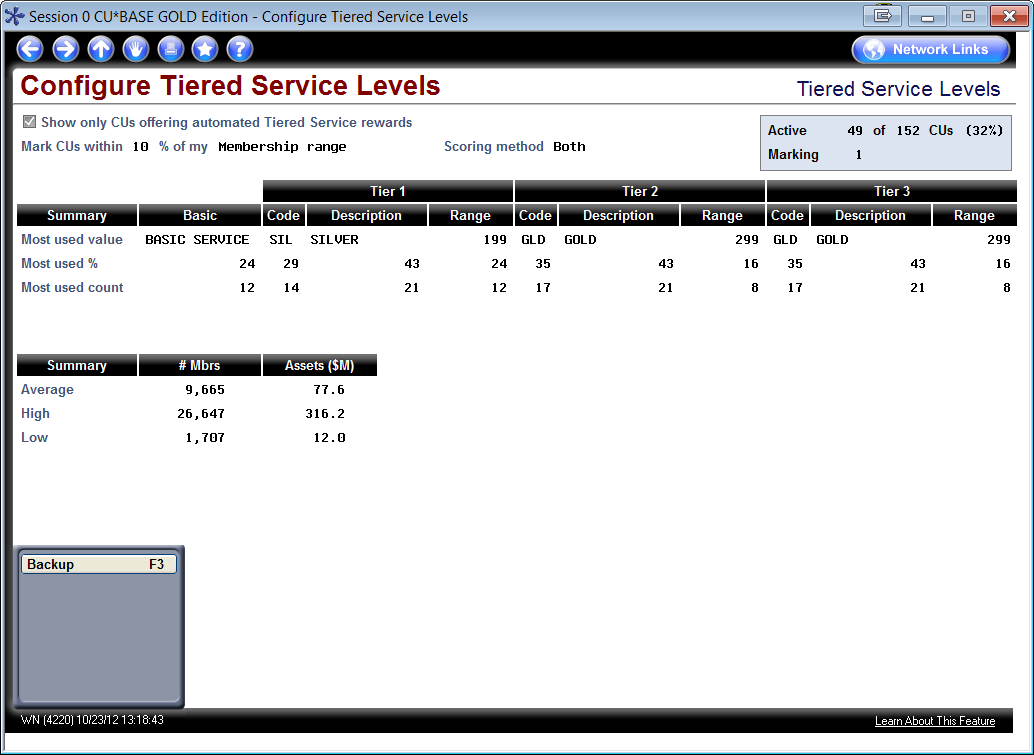 Session 0 CU*BASE GOLD Edition - Configure Tiered Service Levels
Network Links
Configure Tiered Service Levels
Tiered Service Levels
Show only CUs offering automated Tiered Service rewards
Mark CUs within 10 % of my Membership range Scoring method Both
Active 49 of 152 CUs (32%)
Marking 1
Tier 1 Tier 2 Tier 3
Summary Basic Code Description Range Code Description Range Code Description Range
Most used value BASIC SERVICE SIL SILVER 199 GLD GOLD 299 GLD GOLD 299
Most used % 24 29 43 24 35 43 16 35 43 16
Most used count 12 14 21 12 17 21 8 17 21 8
Summary # Mbrs Assets ($M)
Average 9,665 77.6
High 26,647 316.2
Low 1,707 12.0
Backup F3
WN (4220) 10/23/12 13:18:43
Learn About This Feature